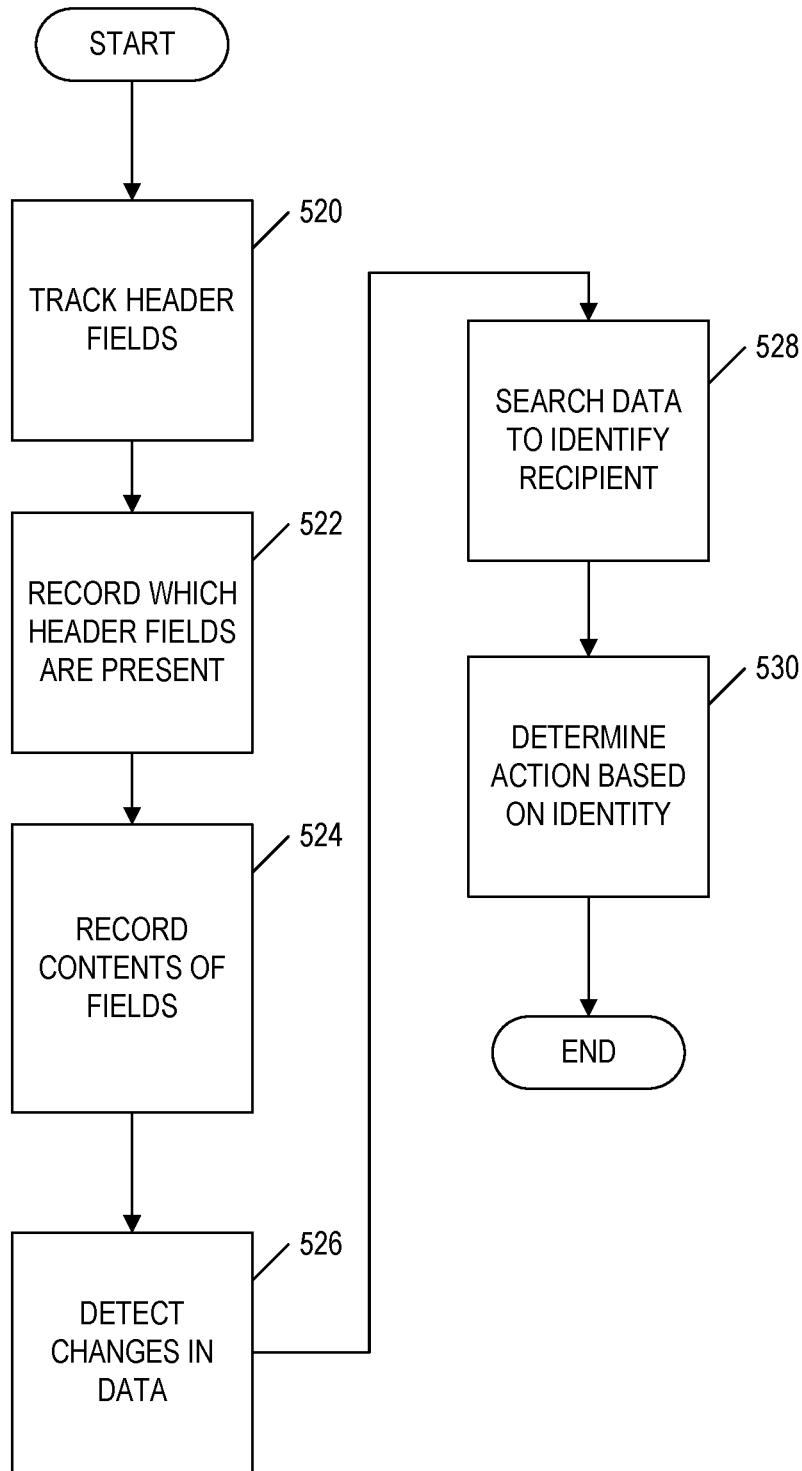 START
520
TRACK HEADER
FIELDS
522
RECORD WHICH
HEADER FIELDS
ARE PRESENT
524
RECORD
CONTENTS OF
FIELDS
526
DETECT
CHANGES IN
DATA
528
SEARCH DATA
TO IDENTIFY
RECIPIENT
530
DETERMINE
ACTION BASED
ON IDENTITY
END